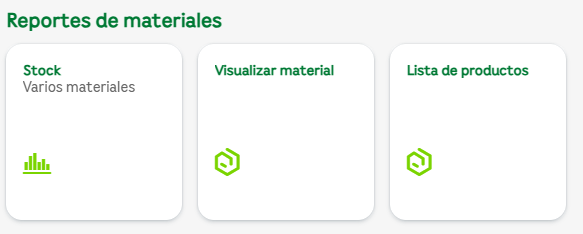 Reportes de materiales
Stock
Varios materiales
Visualizar material
Lista de productos